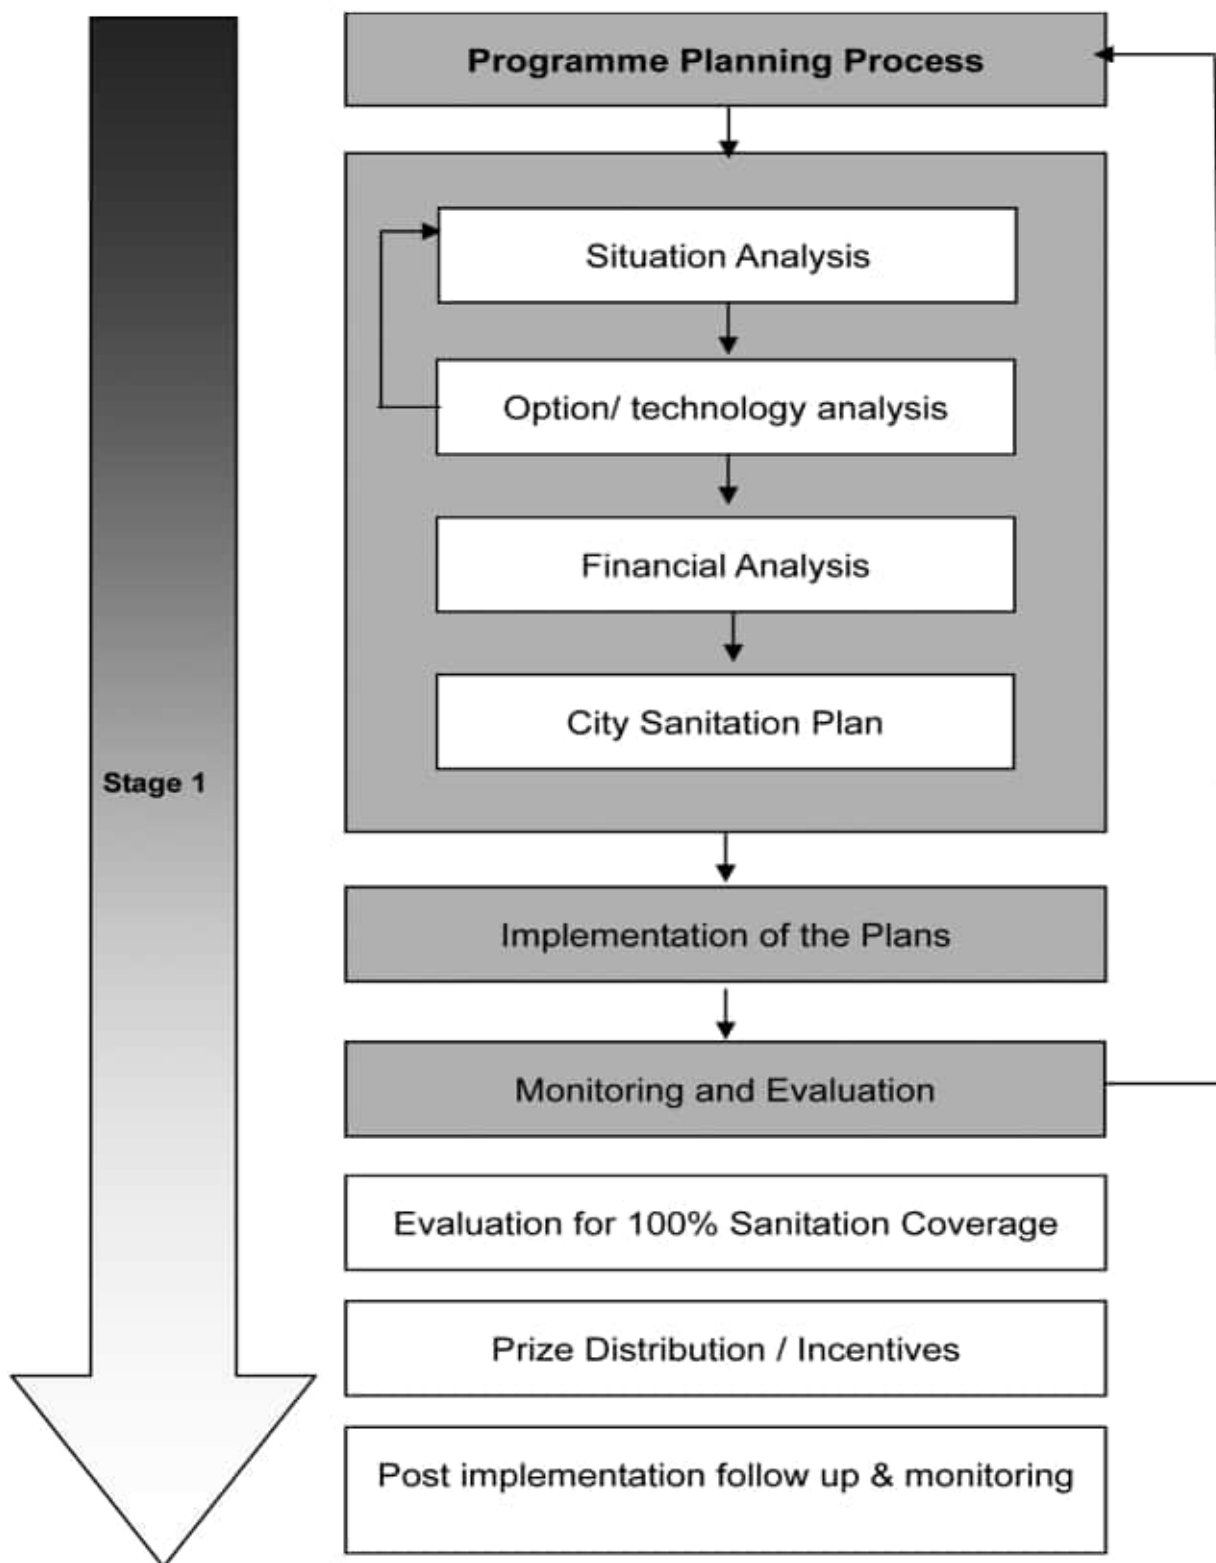 Programme Planning Process
Situation Analysis
Option/ technology analysis
Financial Analysis
City Sanitation Plan
Stage 1
Implementation of the Plans
Monitoring and Evaluation
Evaluation for 100% Sanitation Coverage
Prize Distribution / Incentives
Post implementation follow up & monitoring